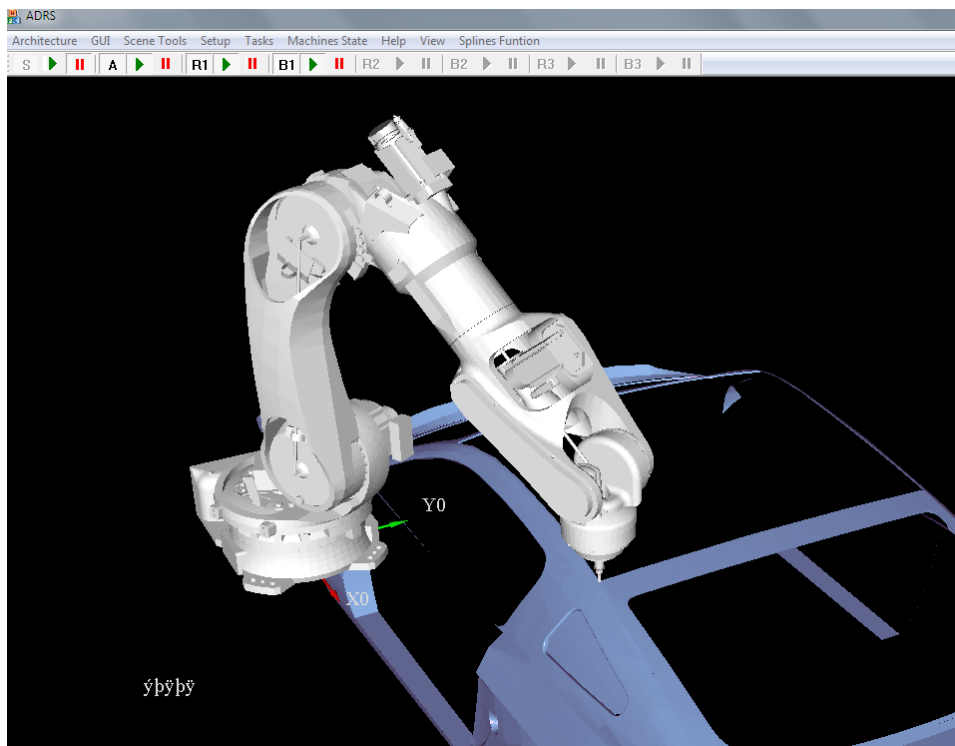 ADRS
Architecture GUI Scene Tools Setup Tasks Machines State Help View Splines Funtion
S A R1 B1 R2 B2 R3 B3
Y0
X0
ýþÿþÿ